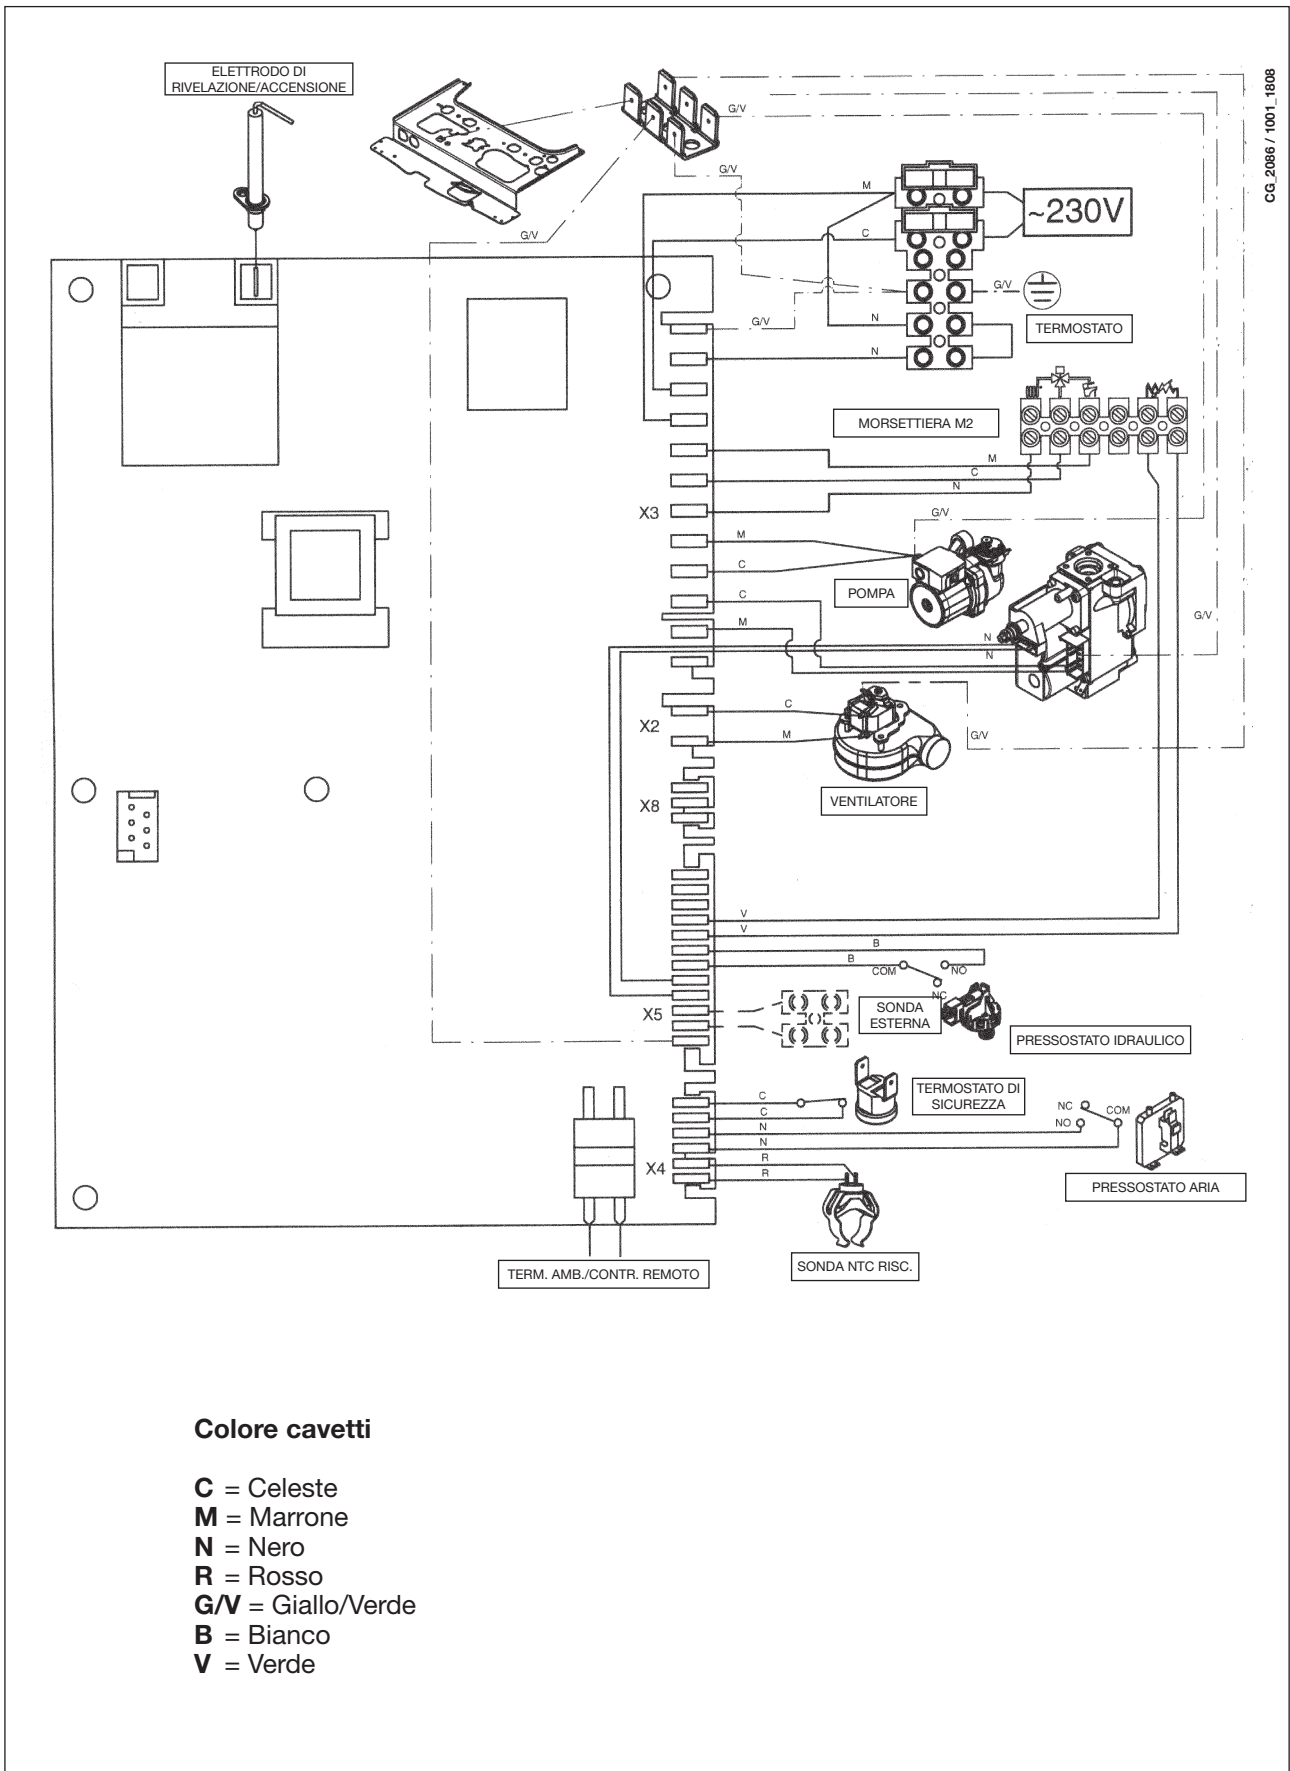 ELETTRODO DI
RIVELAZIONE/ACCENSIONE
CG_2086 / 1001_1808
G/V
G/V
M
~230V
G/V
C
G/V
G/V
N
TERMOSTATO
N
MORSETTIERA M2
M
C
N
X3
G/V
M
C
POMPA
C
G/V
M
N
N
C
X2
M
G/V
X8
VENTILATORE
V
V
B
B
COM
NO
NC
X5
SONDA
ESTERNA
PRESSOSTATO IDRAULICO
C
TERMOSTATO DI
SICUREZZA
C
NC
COM
N
NO
N
R
X4
R
PRESSOSTATO ARIA
TERM. AMB./CONTR. REMOTO
SONDA NTC RISC.
Colore cavetti
C = Celeste
M = Marrone
N = Nero
R = Rosso
G/V = Giallo/Verde
B = Bianco
V = Verde